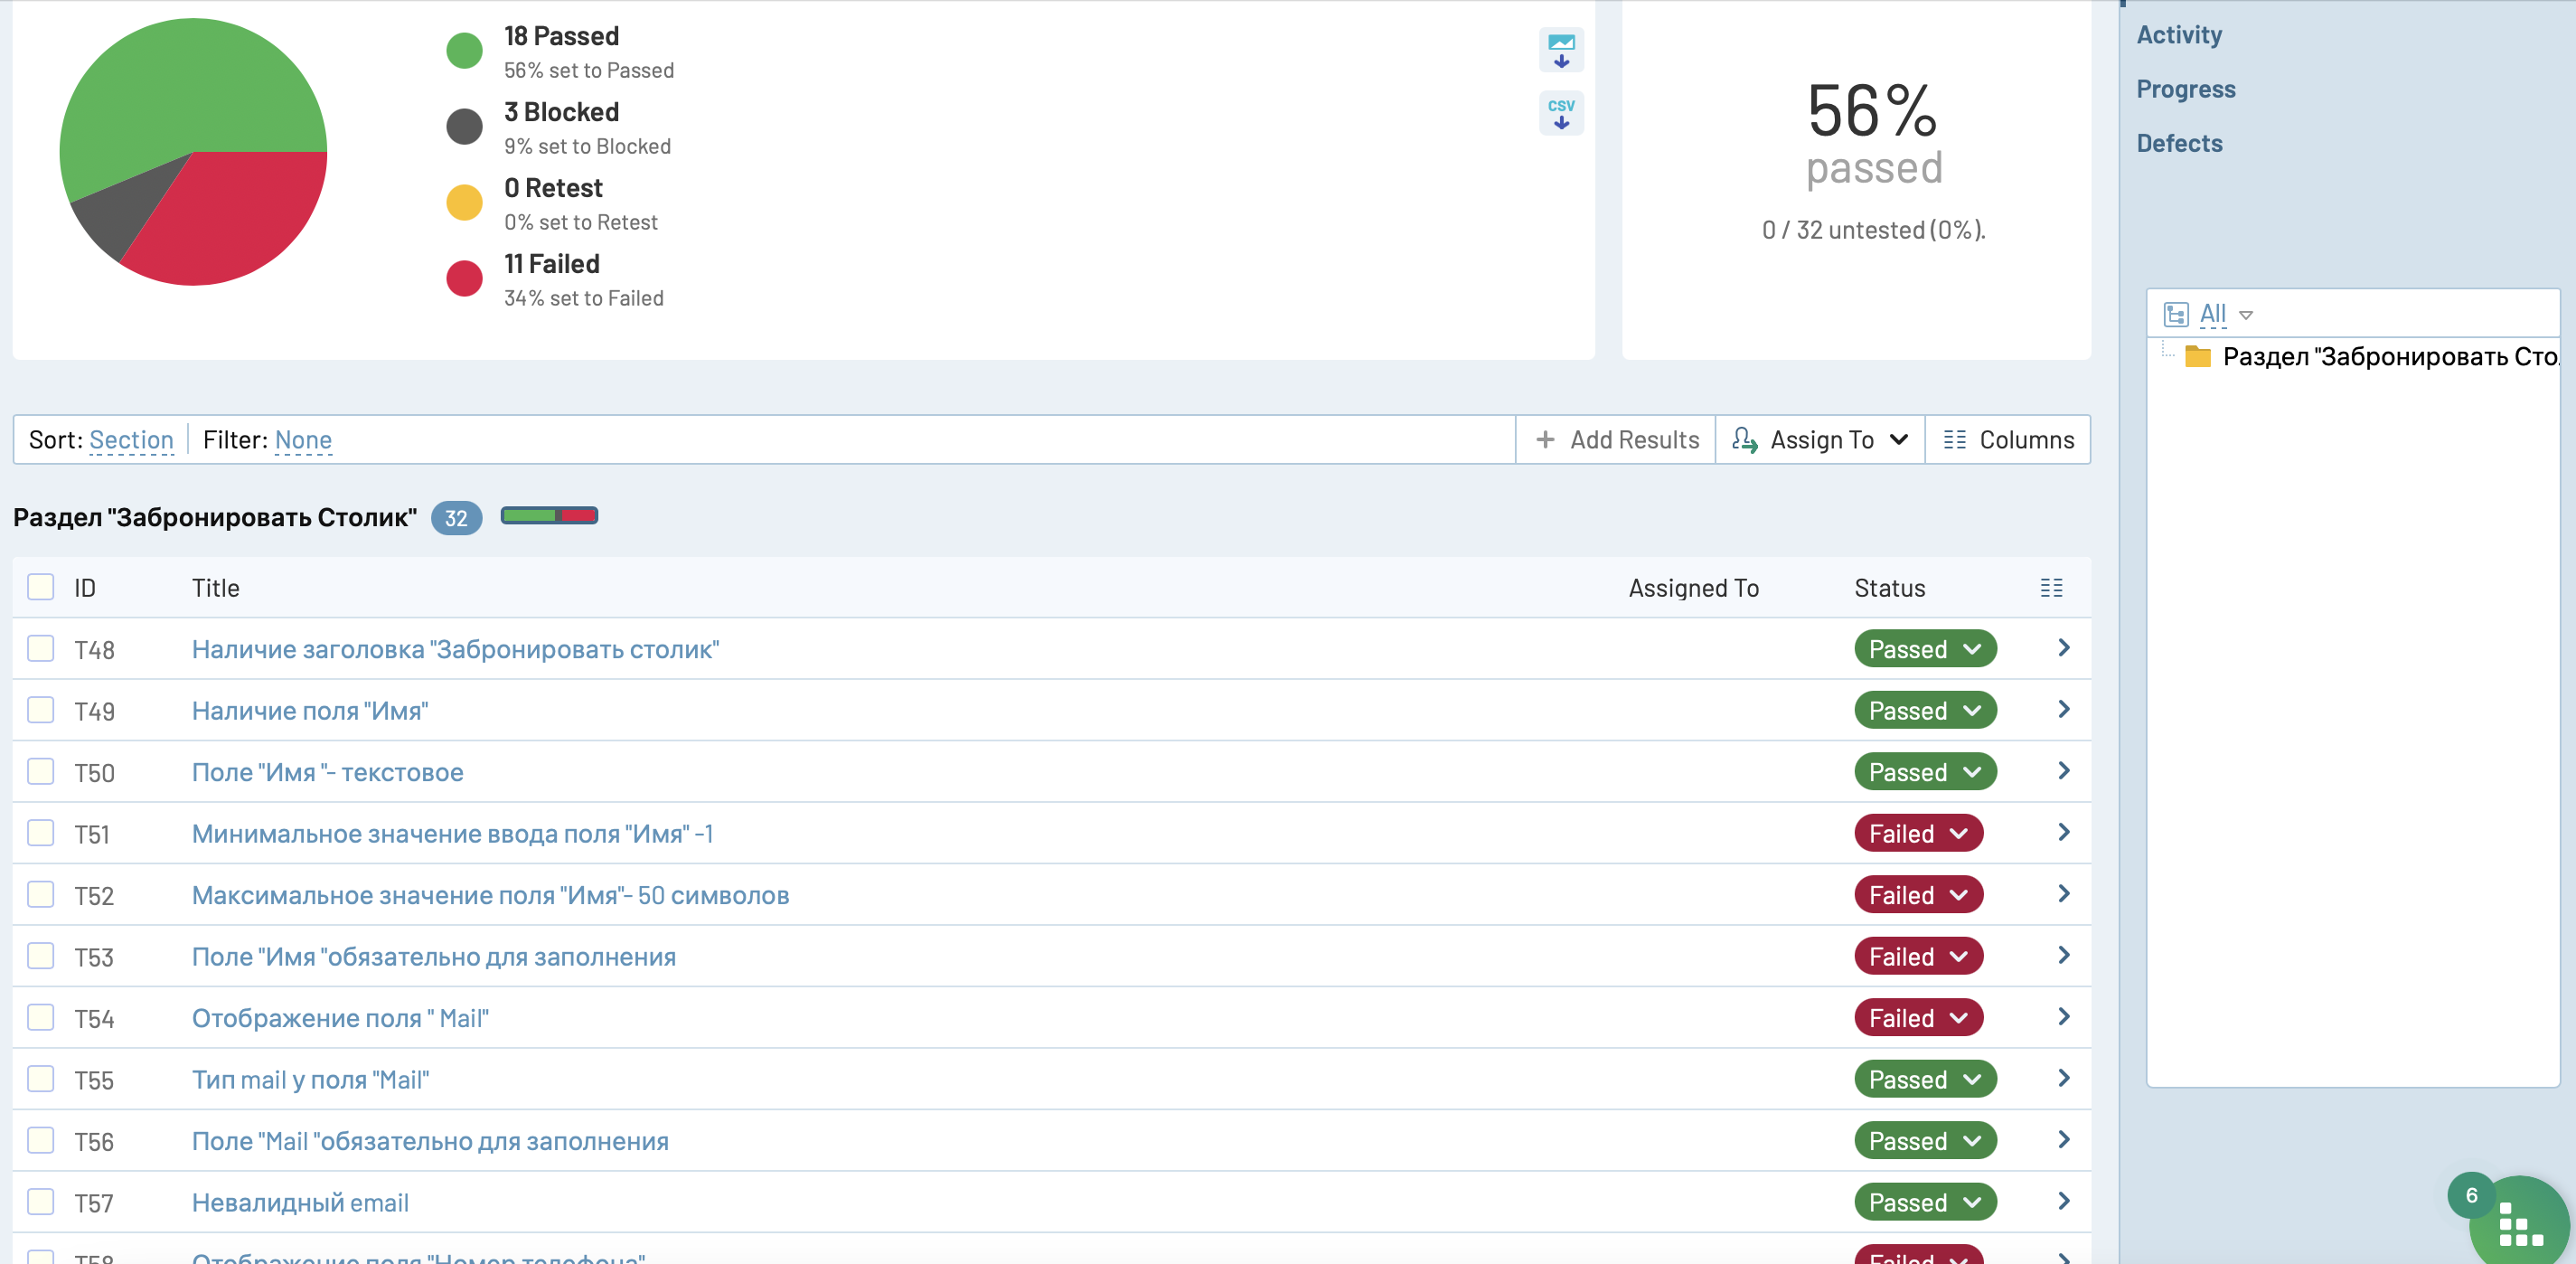 18 Passed
56% set to Passed
3 Blocked
9% set to Blocked
0 Retest
0% set to Retest
11 Failed
34% set to Failed
CSV
56%
passed
0 / 32 untested (0%).
Activity
Progress
Defects
All
Раздел "Забронировать Сто
Sort: Section Filter: None
+ Add Results Assign To Columns
Раздел "Забронировать Столик" 32
ID Title Assigned To Status
T48 Наличие заголовка "Забронировать столик" Passed
T49 Наличие поля "Имя" Passed
T50 Поле "Имя "- текстовое Passed
T51 Минимальное значение ввода поля "Имя" -1 Failed
T52 Максимальное значение поля "Имя"- 50 символов Failed
T53 Поле "Имя "обязательно для заполнения Failed
T54 Отображение поля " Mail" Failed
T55 Тип mail у поля "Mail" Passed
T56 Поле "Mail "обязательно для заполнения Passed
T57 Невалидный email Passed
T58 Отображение поля "Номер телефона" Failed
6